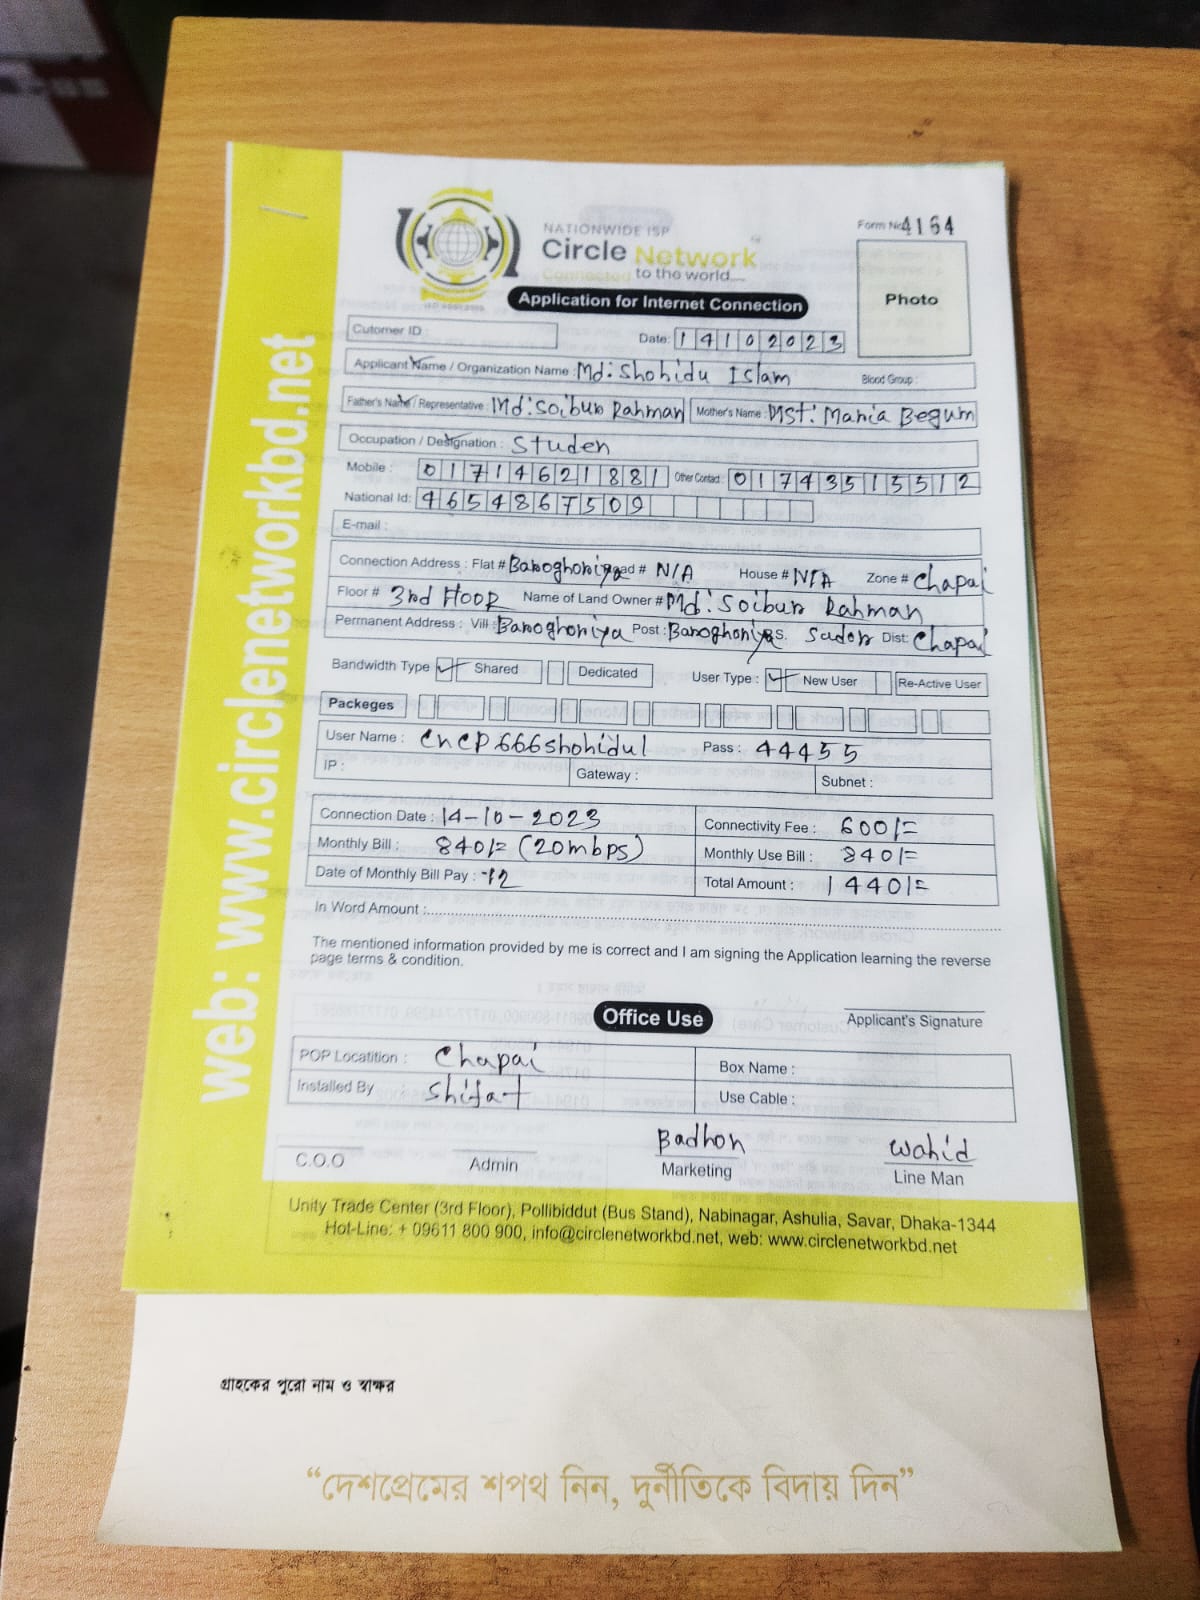 NATIONWIDE ISP
Circle Network
Connected to the world....
Form No: 4164
Photo
Application for Internet Connection
Cutomer ID :
Date: 14102023
Applicant Name / Organization Name : Md: Shohidu Islam Blood Group :
Father's Name / Representative : Md: Soibur Rahman Mother's Name : Mst: Mania Begum
Occupation / Designation : Studen
Mobile : 01714621881 Other Contact : 01743515512
National Id: 4654867509
E-mail :
Connection Address : Flat # Baroghoriya Road # N/A House # N/A Zone # Chapai
Floor # 3rd Floor Name of Land Owner # Md: Soibur Rahman
Permanent Address : Vill : Baroghoriya Post : Baroghoriya P.S. Sador Dist: Chapai
Bandwidth Type ✓ Shared Dedicated User Type : ✓ New User Re-Active User
Packeges
User Name : CNCP666shohidul Pass : 44455
IP : Gateway : Subnet :
Connection Date : 14-10-2023 Connectivity Fee : 600/=
Monthly Bill : 840/= (20mbps) Monthly Use Bill : 840/=
Date of Monthly Bill Pay : -12 Total Amount : 1440/=
In Word Amount :
The mentioned information provided by me is correct and I am signing the Application learning the reverse
page terms & condition.
Office Use
Applicant's Signature
POP Locatition : Chapai Box Name :
Installed By : Shifat Use Cable :
Badhon Wahid
C.O.O Admin Marketing Line Man
Unity Trade Center (3rd Floor), Pollibiddut (Bus Stand), Nabinagar, Ashulia, Savar, Dhaka-1344
Hot-Line: + 09611 800 900, info@circlenetworkbd.net, web: www.circlenetworkbd.net
web: www.circlenetworkbd.net
গ্রাহকের পুরো নাম ও স্বাক্ষর
“দেশপ্রেমের শপথ নিন, দুর্নীতিকে বিদায় দিন”